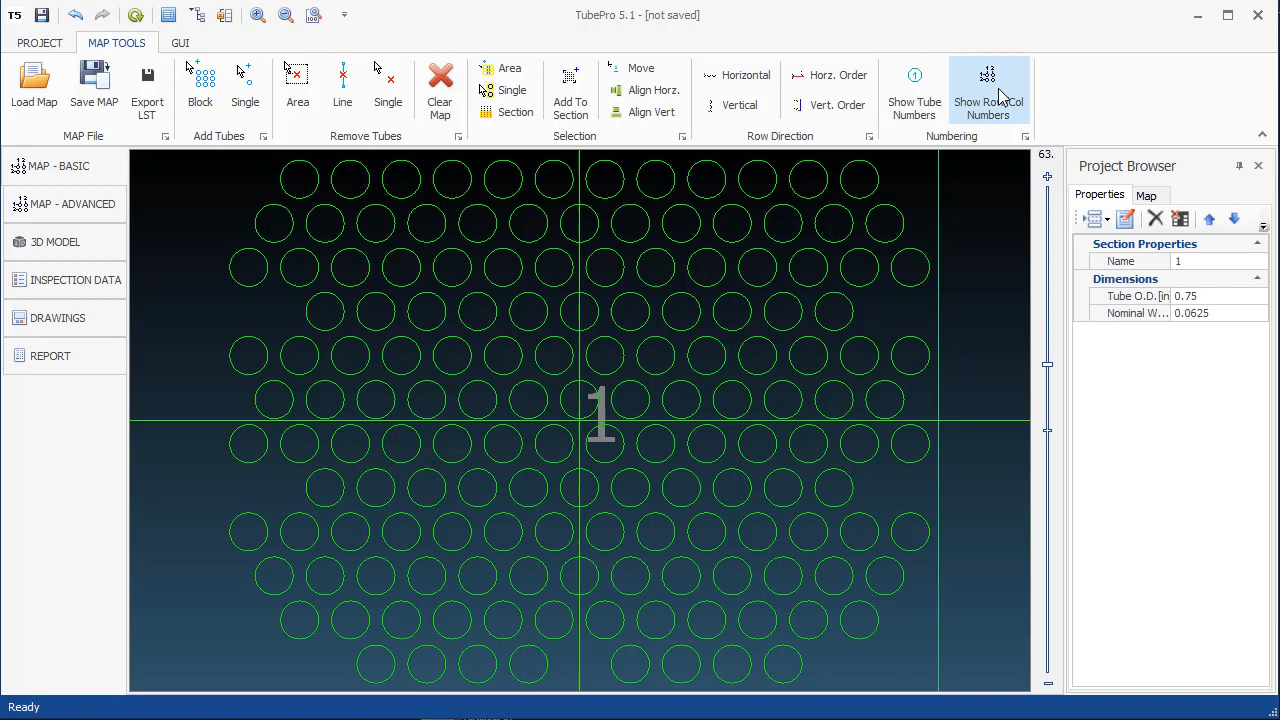 T5 TubePro 5.1 - [not saved]
PROJECT MAP TOOLS GUI
Load Map Save MAP Export LST Block Single Area Line Single Clear Map Area Single Section Add To Section Move Align Horz. Align Vert Horizontal Vertical Horz. Order Vert. Order Show Tube Numbers Show Row/Col Numbers
MAP File Add Tubes Remove Tubes Selection Row Direction Numbering
MAP - BASIC
MAP - ADVANCED
3D MODEL
INSPECTION DATA
DRAWINGS
REPORT
1
63.
Project Browser
Properties Map
Section Properties
Name 1
Dimensions
Tube O.D. [in 0.75
Nominal W... 0.0625
Ready